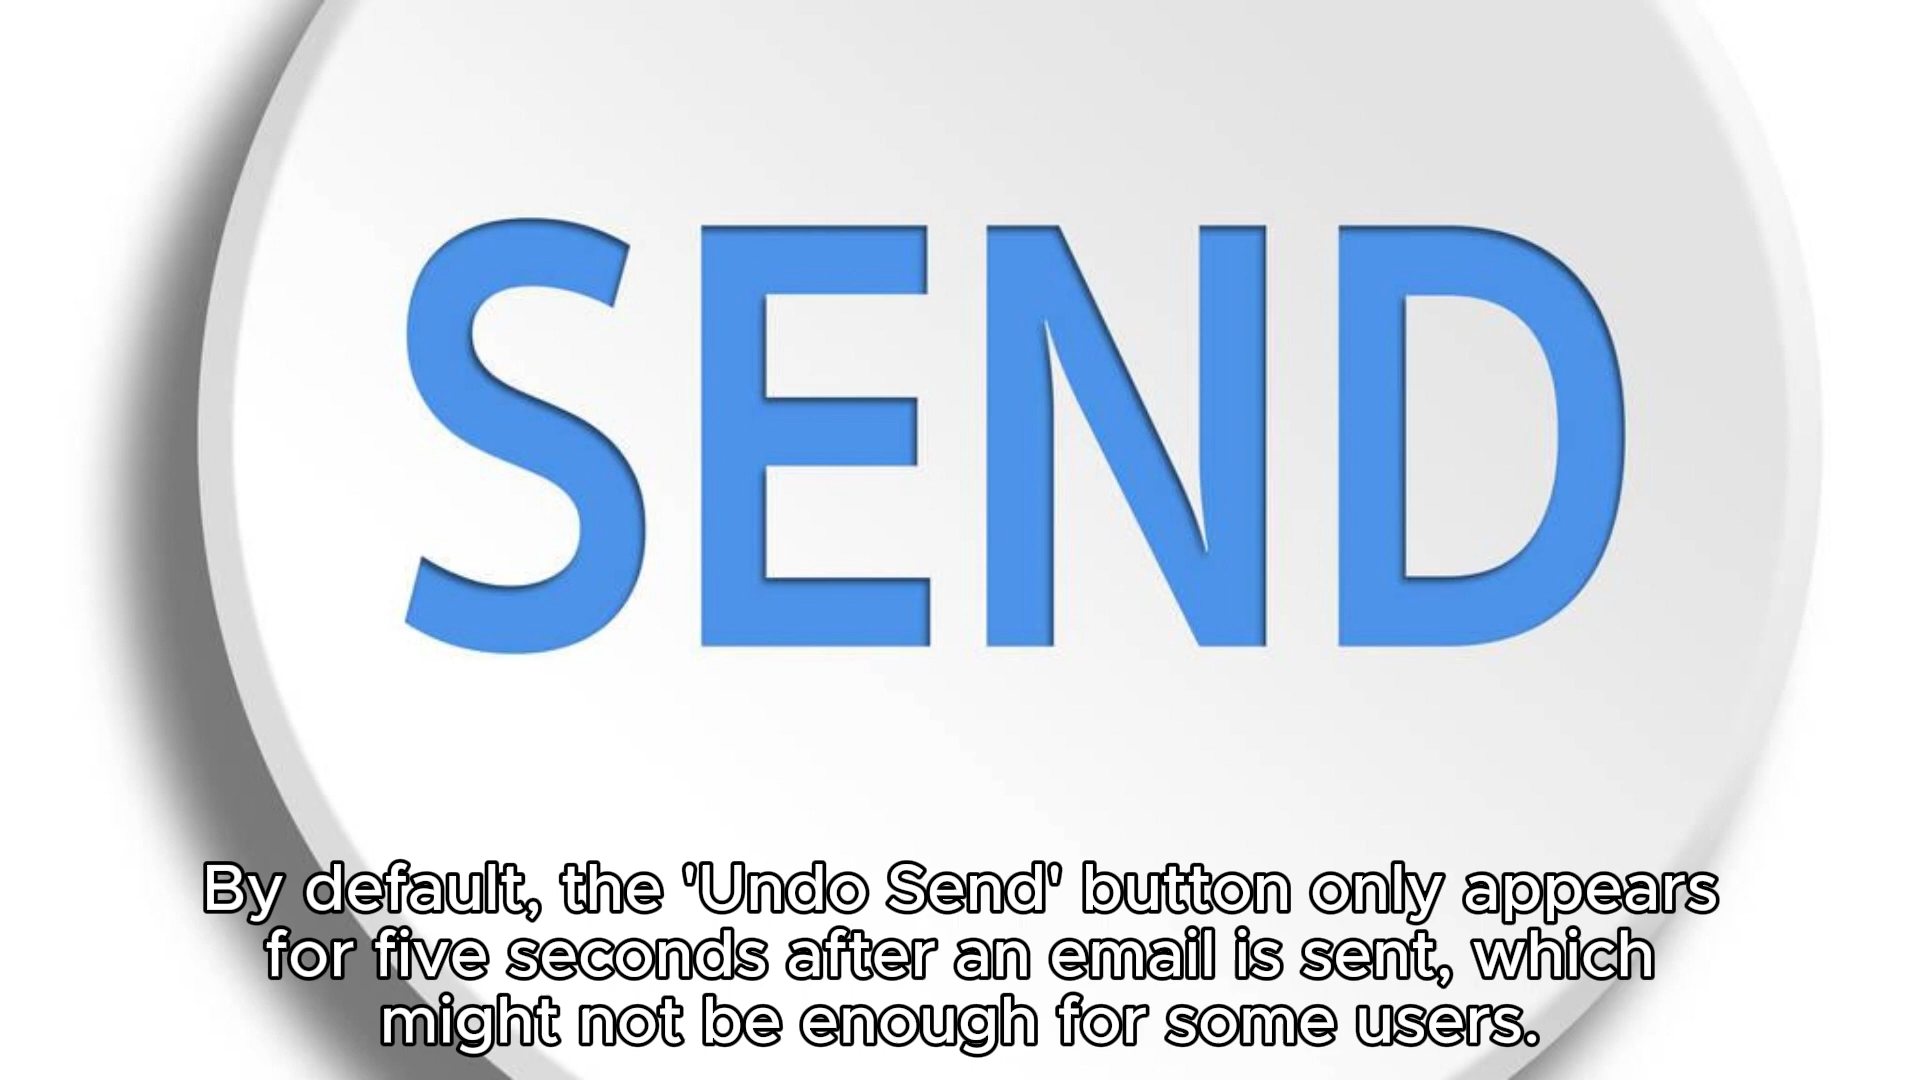 SEND
By default, the 'Undo Send' button only appears
for five seconds after an email is sent, which
might not be enough for some users.